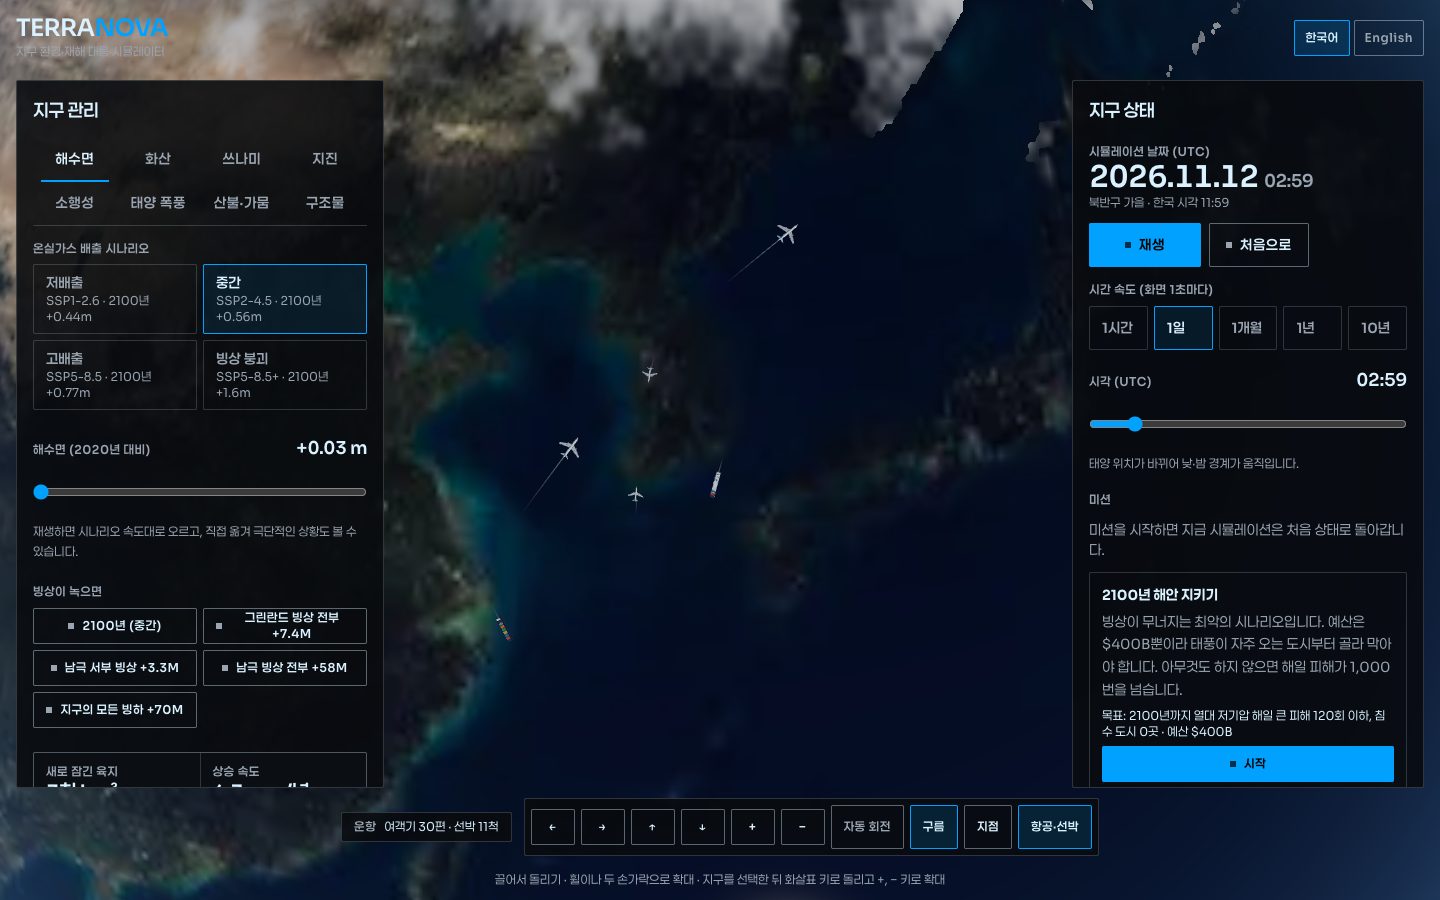 TERRANOVA
지구 환경·재해 대응 시뮬레이터
한국어
English
지구 관리
해수면
화산
쓰나미
지진
소행성
태양 폭풍
산불·가뭄
구조물
온실가스 배출 시나리오
저배출
SSP1-2.6 · 2100년
+0.44m
중간
SSP2-4.5 · 2100년
+0.56m
고배출
SSP5-8.5 · 2100년
+0.77m
빙상 붕괴
SSP5-8.5+ · 2100년
+1.6m
해수면 (2020년 대비)
+0.03 m
재생하면 시나리오 속도대로 오르고, 직접 옮겨 극단적인 상황도 볼 수
있습니다.
빙상이 녹으면
2100년 (중간)
그린란드 빙상 전부
+7.4M
남극 서부 빙상 +3.3M
남극 빙상 전부 +58M
지구의 모든 빙하 +70M
새로 잠긴 육지
상승 속도
지구 상태
시뮬레이션 날짜 (UTC)
2026.11.12 02:59
북반구 가을 · 한국 시각 11:59
재생
처음으로
시간 속도 (화면 1초마다)
1시간
1일
1개월
1년
10년
시각 (UTC)
02:59
태양 위치가 바뀌어 낮·밤 경계가 움직입니다.
미션
미션을 시작하면 지금 시뮬레이션은 처음 상태로 돌아갑니
다.
2100년 해안 지키기
빙상이 무너지는 최악의 시나리오입니다. 예산은
$400B뿐이라 태풍이 자주 오는 도시부터 골라 막아
야 합니다. 아무것도 하지 않으면 해일 피해가 1,000
번을 넘습니다.
목표: 2100년까지 열대 저기압 해일 큰 피해 120회 이하, 침
수 도시 0곳 · 예산 $400B
시작
운항 여객기 30편 · 선박 11척
←
→
↑
↓
+
−
자동 회전
구름
지점
항공·선박
끌어서 돌리기 · 휠이나 두 손가락으로 확대 · 지구를 선택한 뒤 화살표 키로 돌리고 +, − 키로 확대